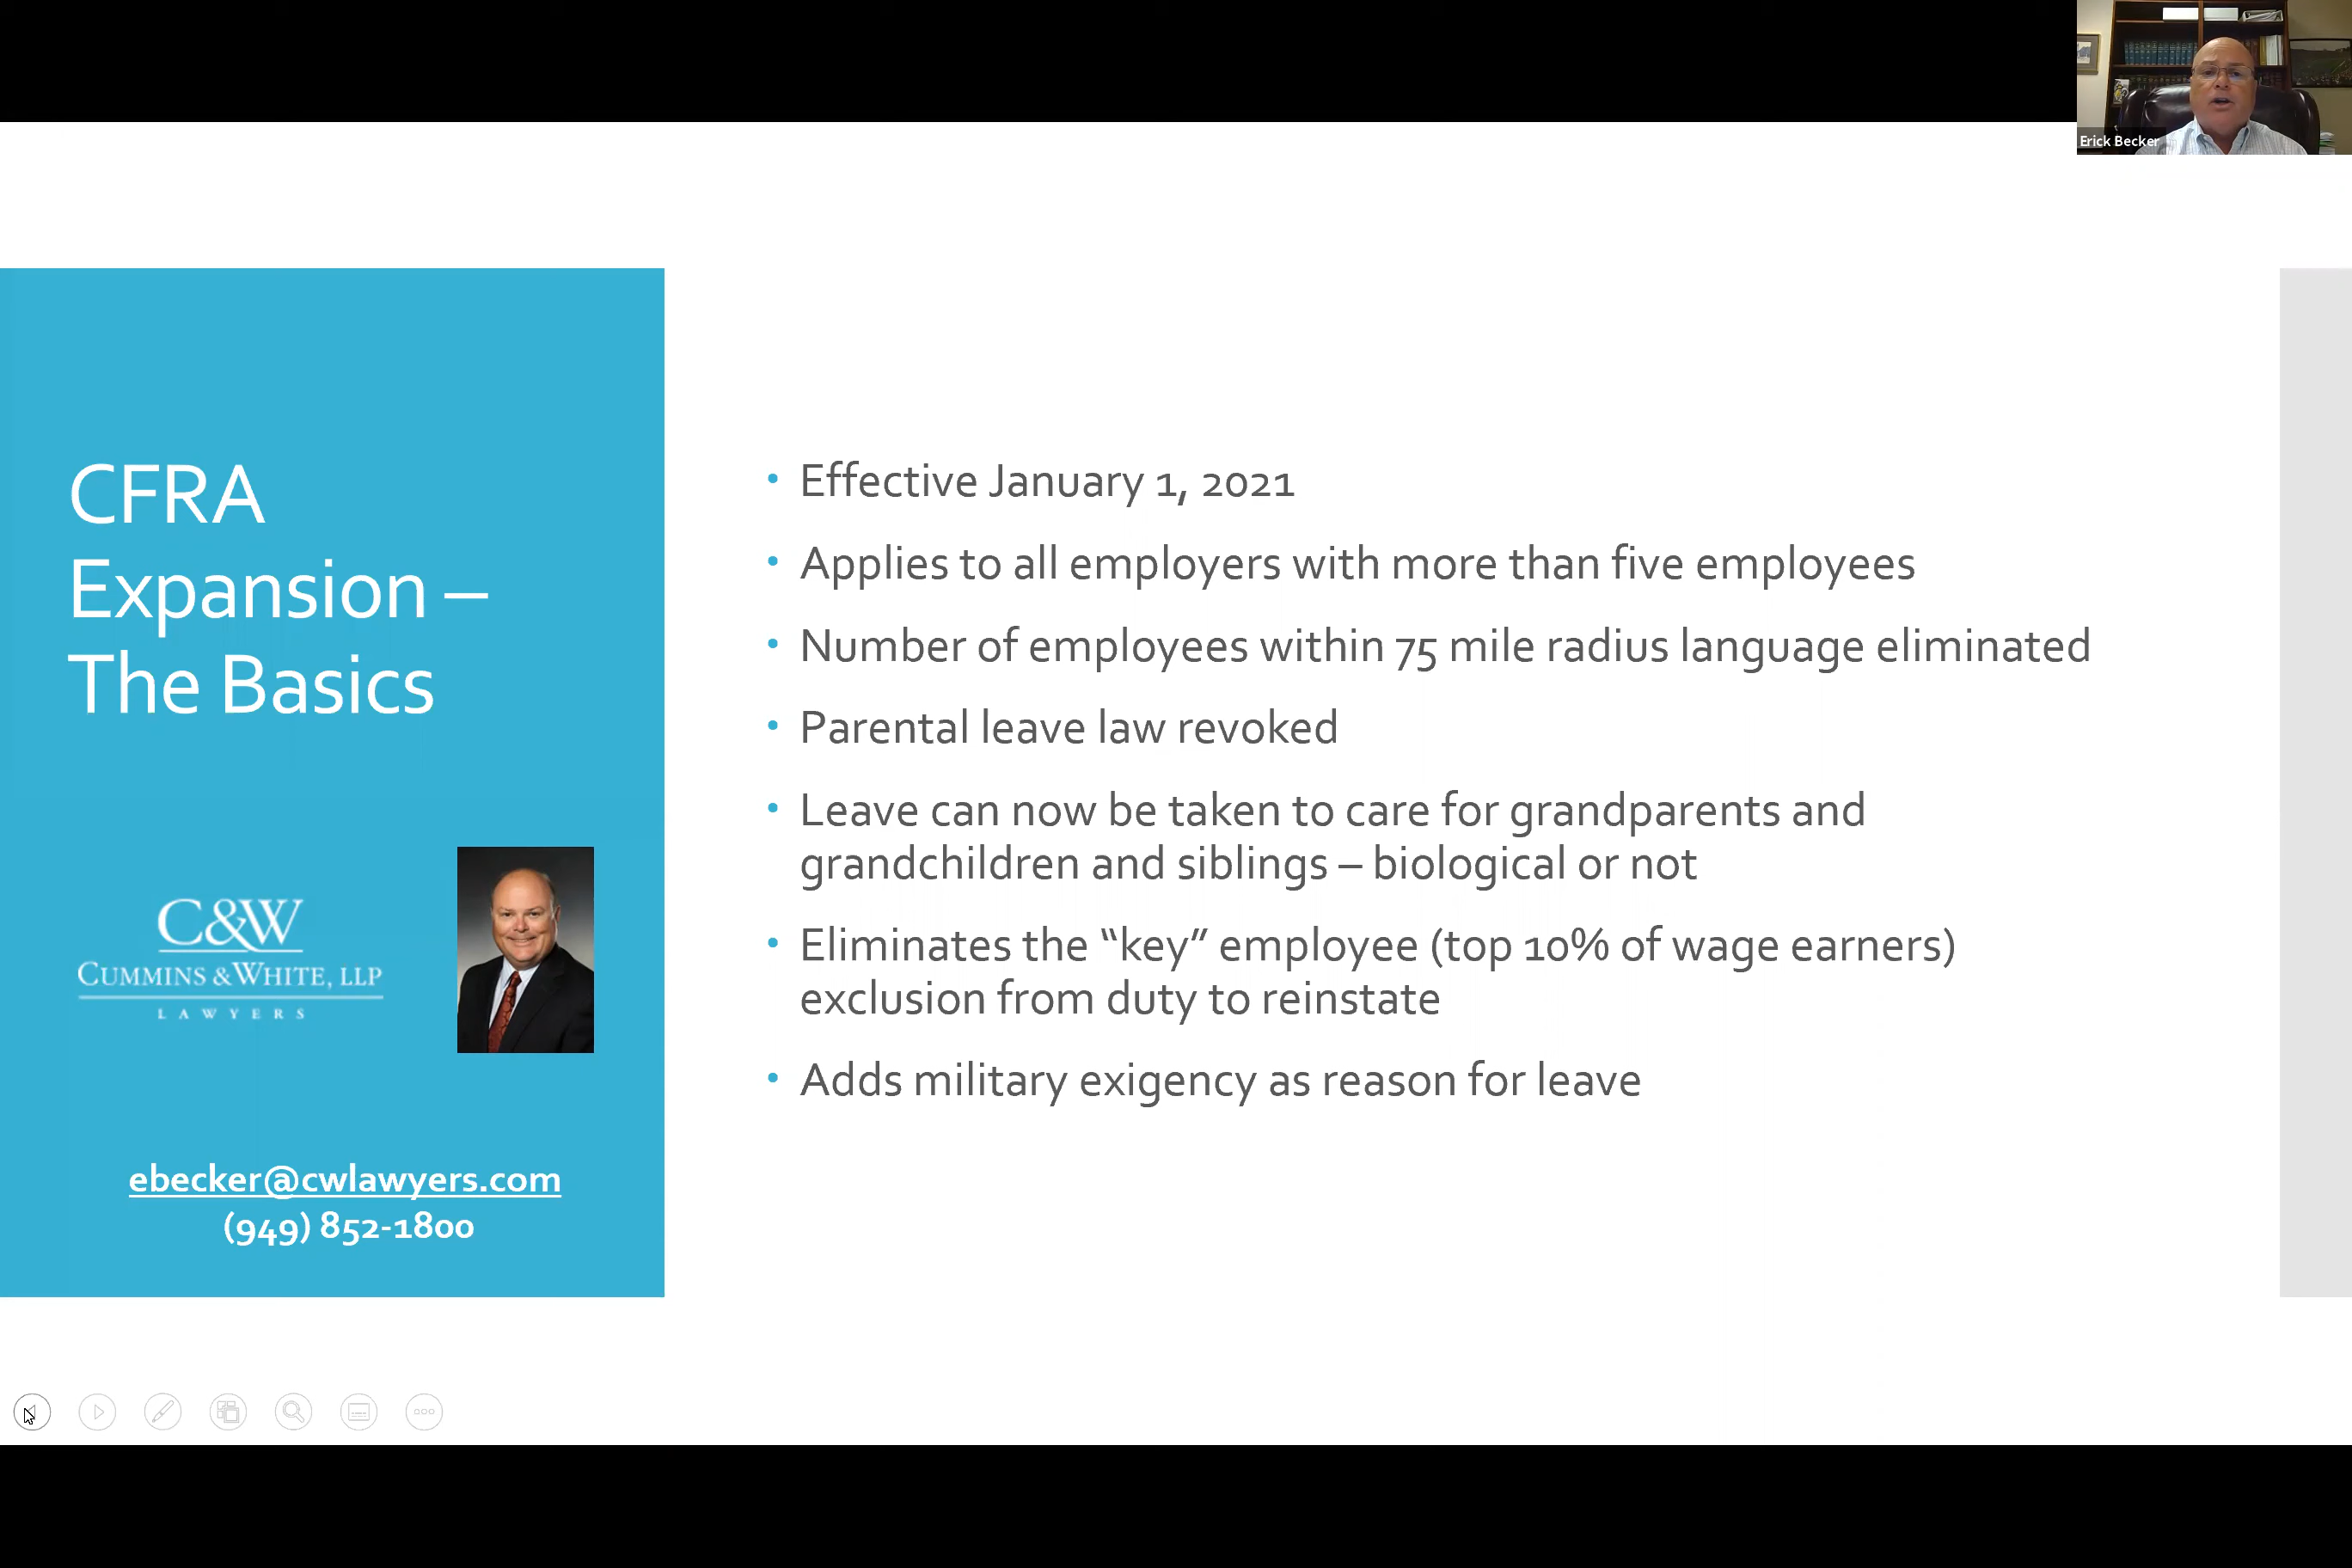 Erick Becker
CFRA
Expansion –
The Basics
C&W
CUMMINS & WHITE, LLP
LAWYERS
ebecker@cwlawyers.com
(949) 852-1800
• Effective January 1, 2021
• Applies to all employers with more than five employees
• Number of employees within 75 mile radius language eliminated
• Parental leave law revoked
• Leave can now be taken to care for grandparents and
grandchildren and siblings – biological or not
• Eliminates the “key” employee (top 10% of wage earners)
exclusion from duty to reinstate
• Adds military exigency as reason for leave